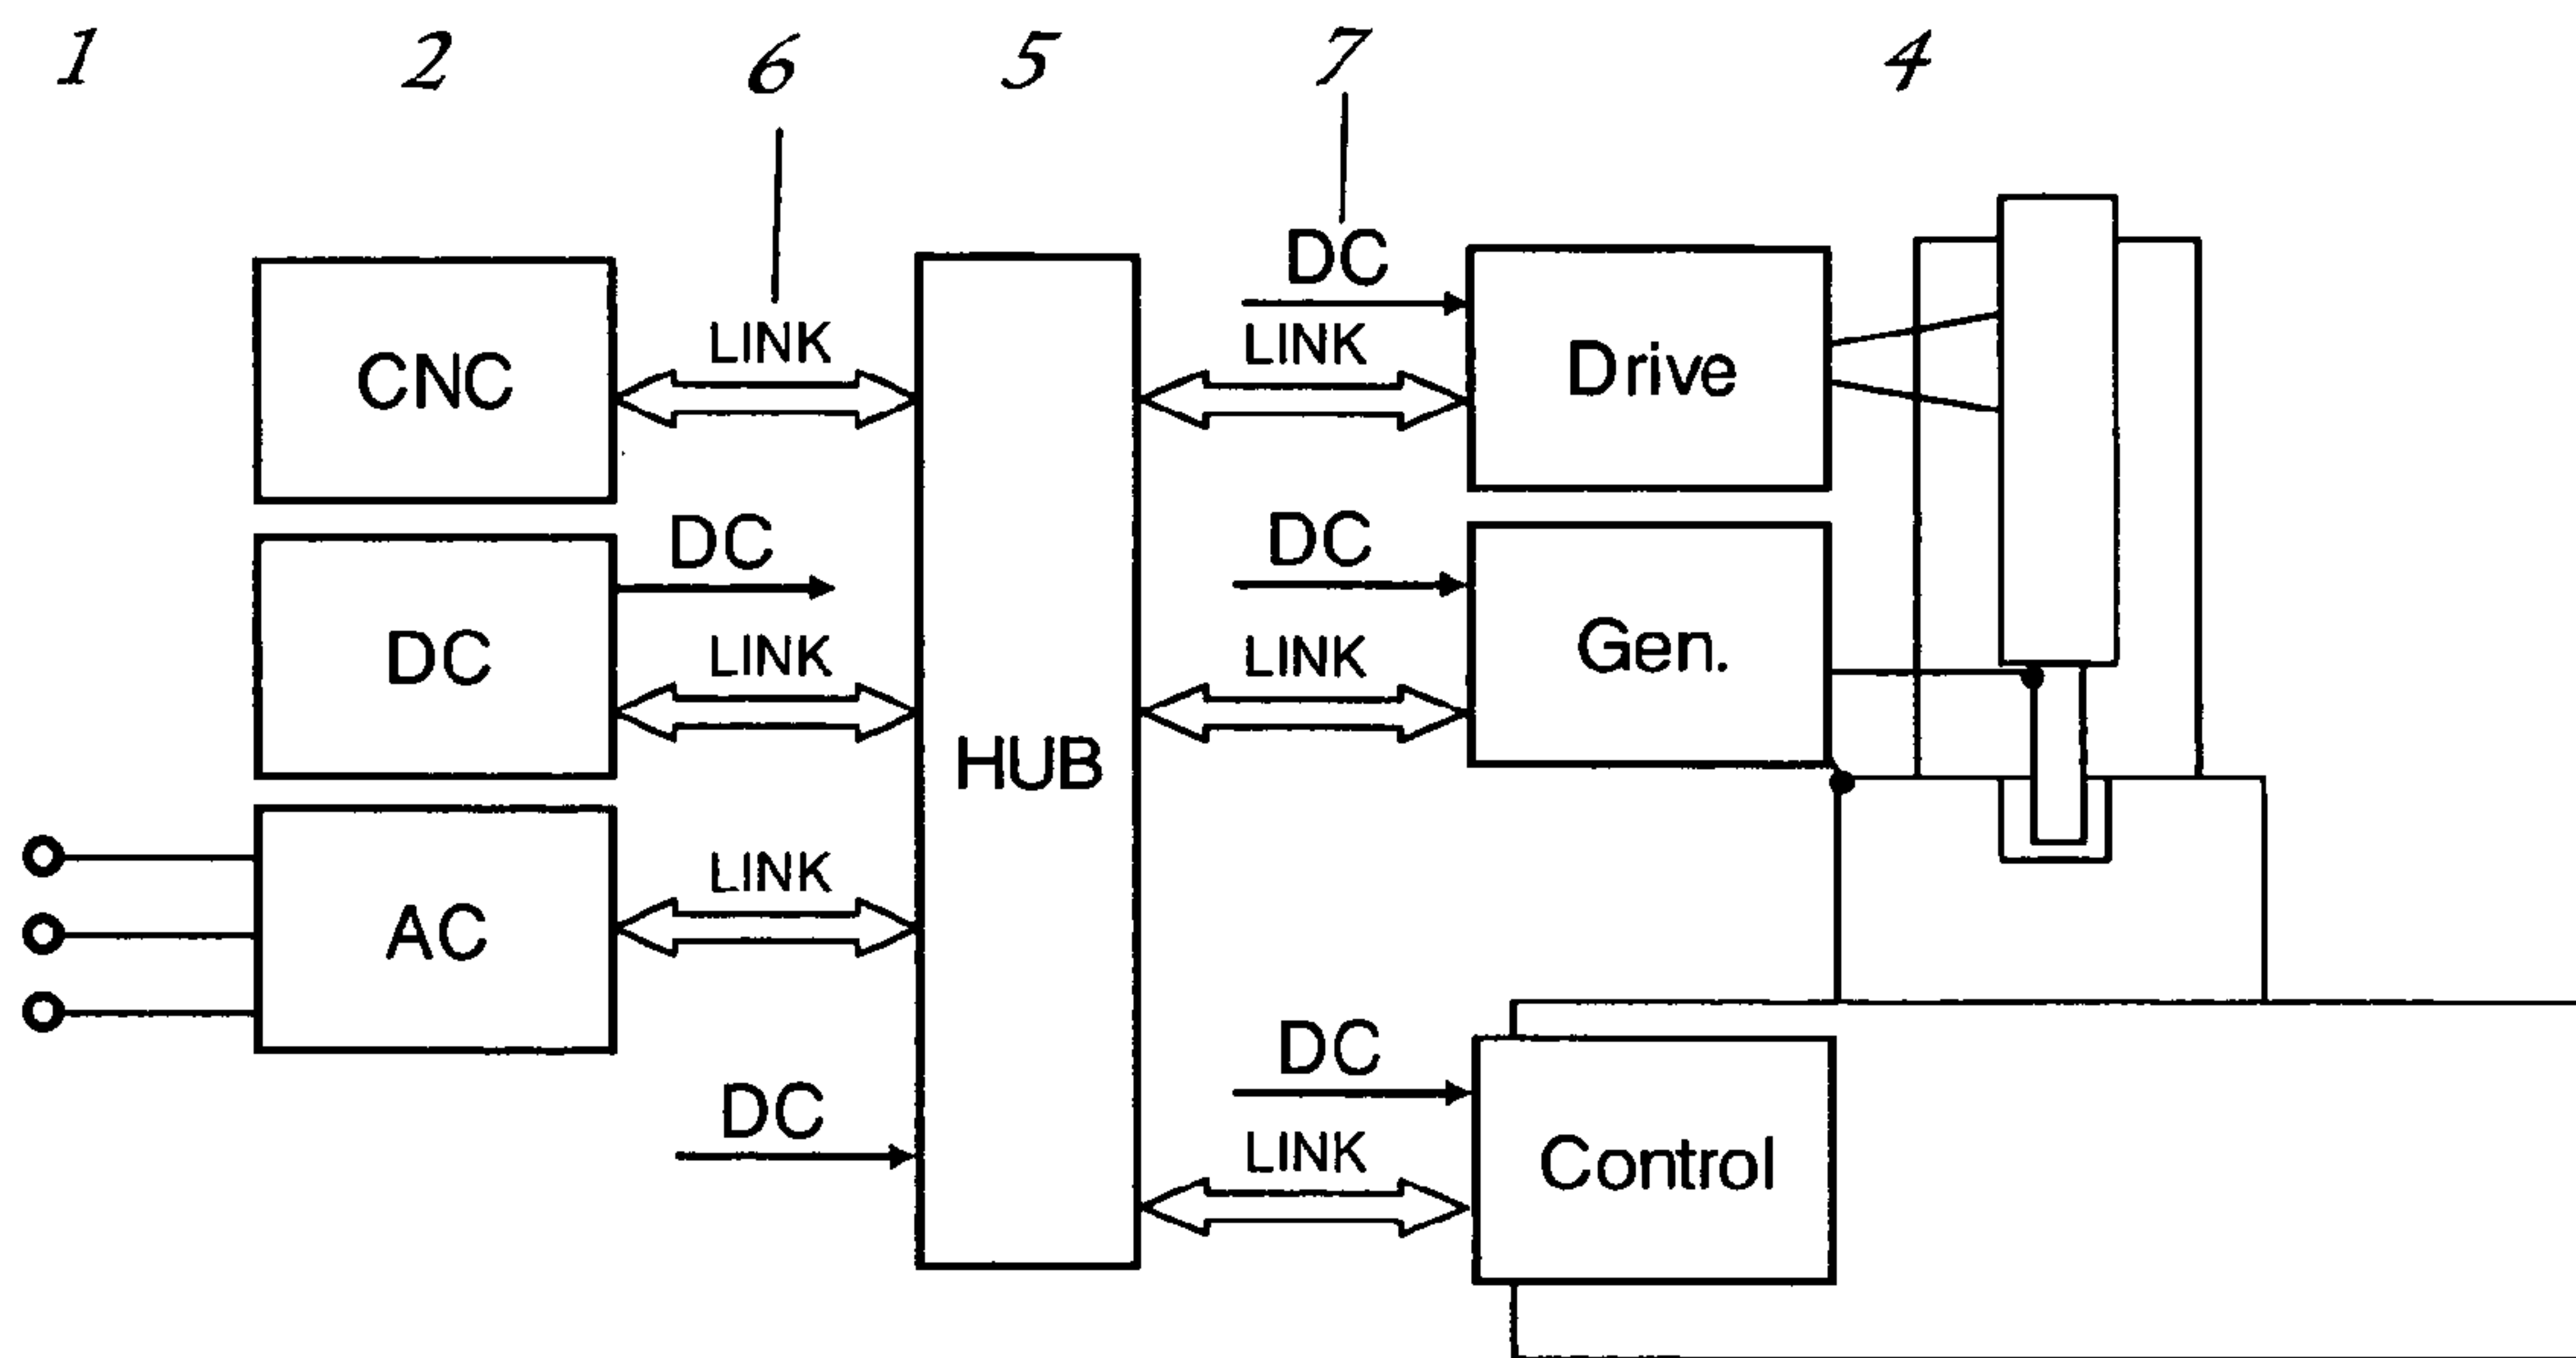 1 2 6 5 7 4
DC
LINK LINK
CNC Drive
DC DC
LINK LINK
DC Gen.
HUB
LINK
AC
DC
DC
LINK
Control